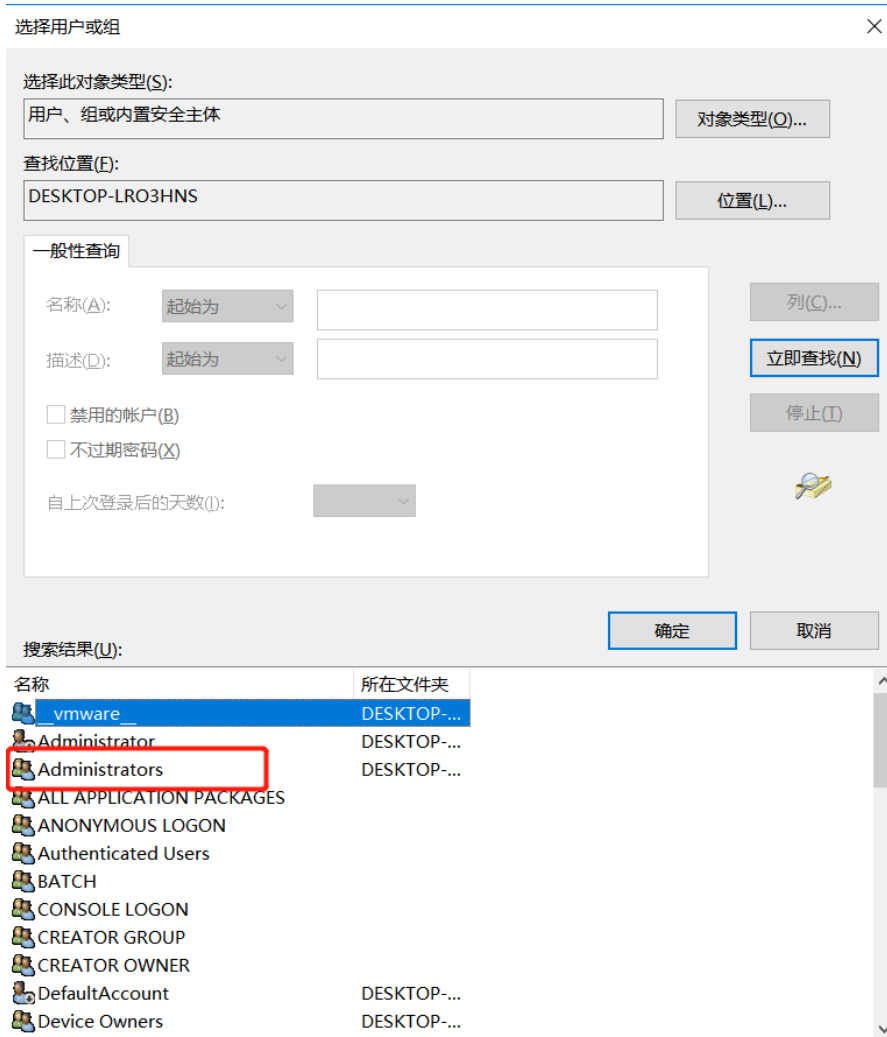 选择用户或组
选择此对象类型(S):
用户、组或内置安全主体
对象类型(O)...
查找位置(F):
DESKTOP-LRO3HNS
位置(L)...
一般性查询
名称(A): 起始为
列(C)...
描述(D): 起始为
立即查找(N)
禁用的帐户(B)
停止(T)
不过期密码(X)
自上次登录后的天数(I):
确定 取消
搜索结果(U):
名称 所在文件夹
__vmware__ DESKTOP-...
Administrator DESKTOP-...
Administrators DESKTOP-...
ALL APPLICATION PACKAGES
ANONYMOUS LOGON
Authenticated Users
BATCH
CONSOLE LOGON
CREATOR GROUP
CREATOR OWNER
DefaultAccount DESKTOP-...
Device Owners DESKTOP-...